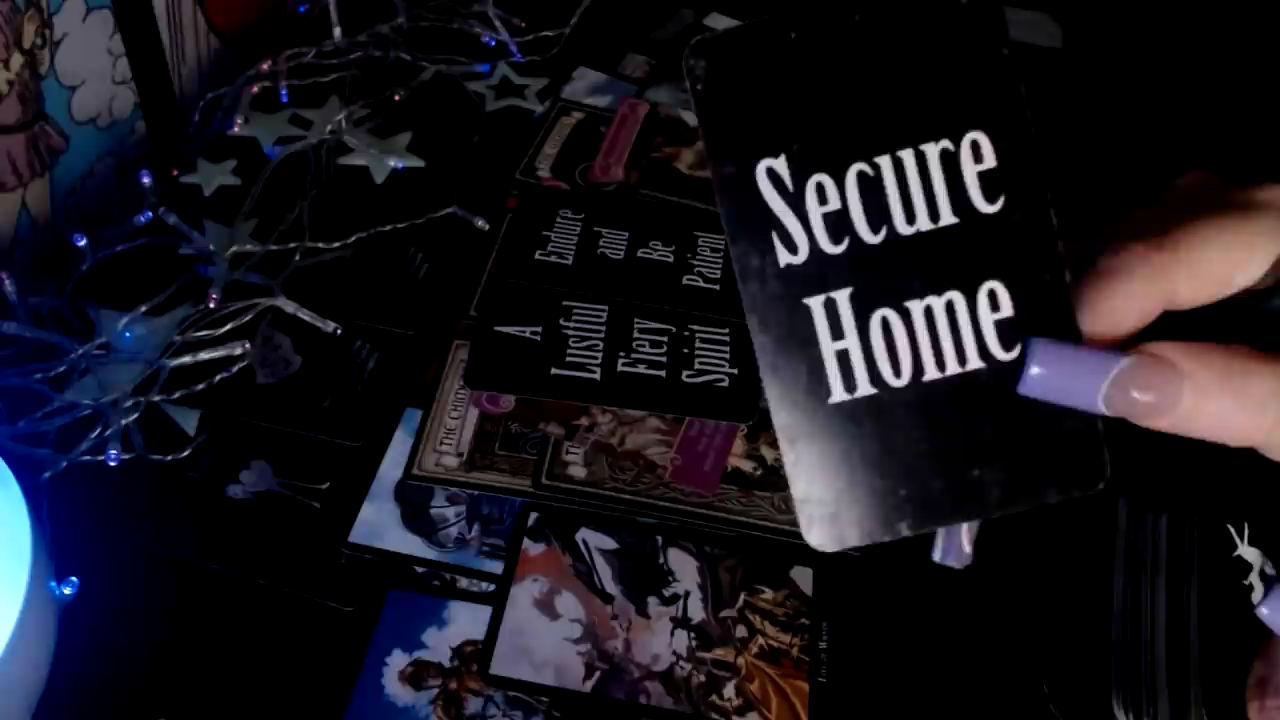 Secure
Home
Endure
and
Be
Patient
A
Lustful
Fiery
Spirit